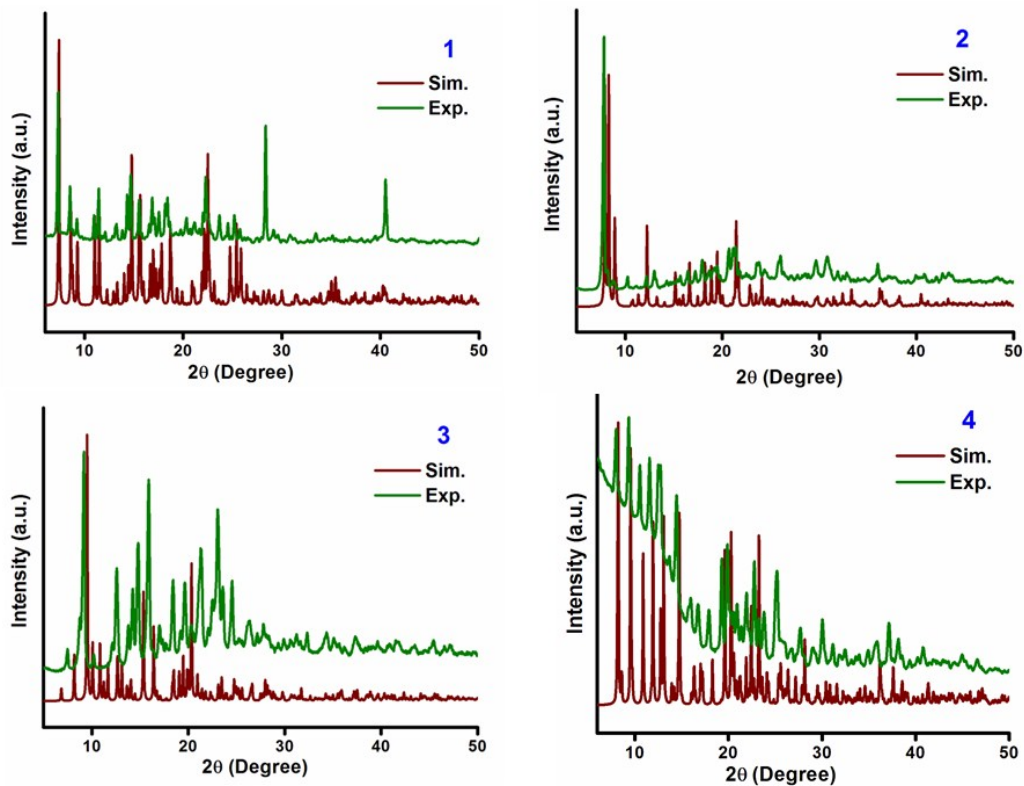 1
Sim.
Exp.
Intensity (a.u.)
10 20 30 40 50
2θ (Degree)
2
Sim.
Exp.
Intensity (a.u.)
10 20 30 40 50
2θ (Degree)
3
Sim.
Exp.
Intensity (a.u.)
10 20 30 40 50
2θ (Degree)
4
Sim.
Exp.
Intensity (a.u.)
10 20 30 40 50
2θ (Degree)